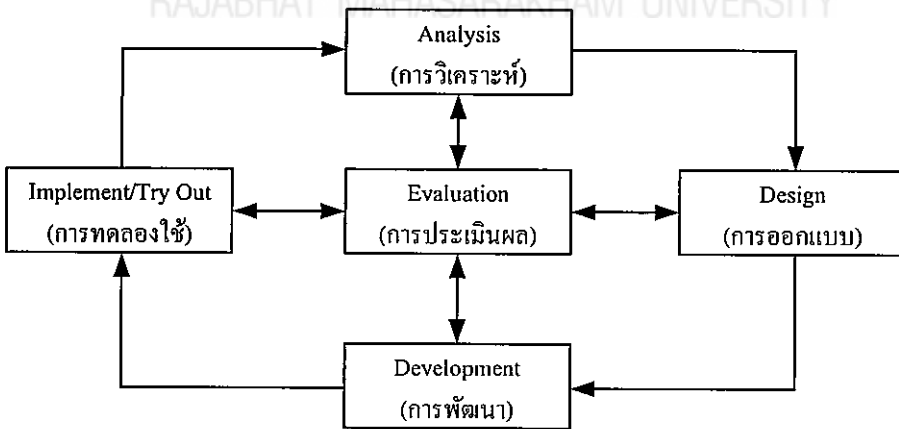 RAJABHAT MAHASARAKHAM UNIVERSITY
Analysis
(การวิเคราะห์)
Implement/Try Out
(การทดลองใช้)
Evaluation
(การประเมินผล)
Design
(การออกแบบ)
Development
(การพัฒนา)